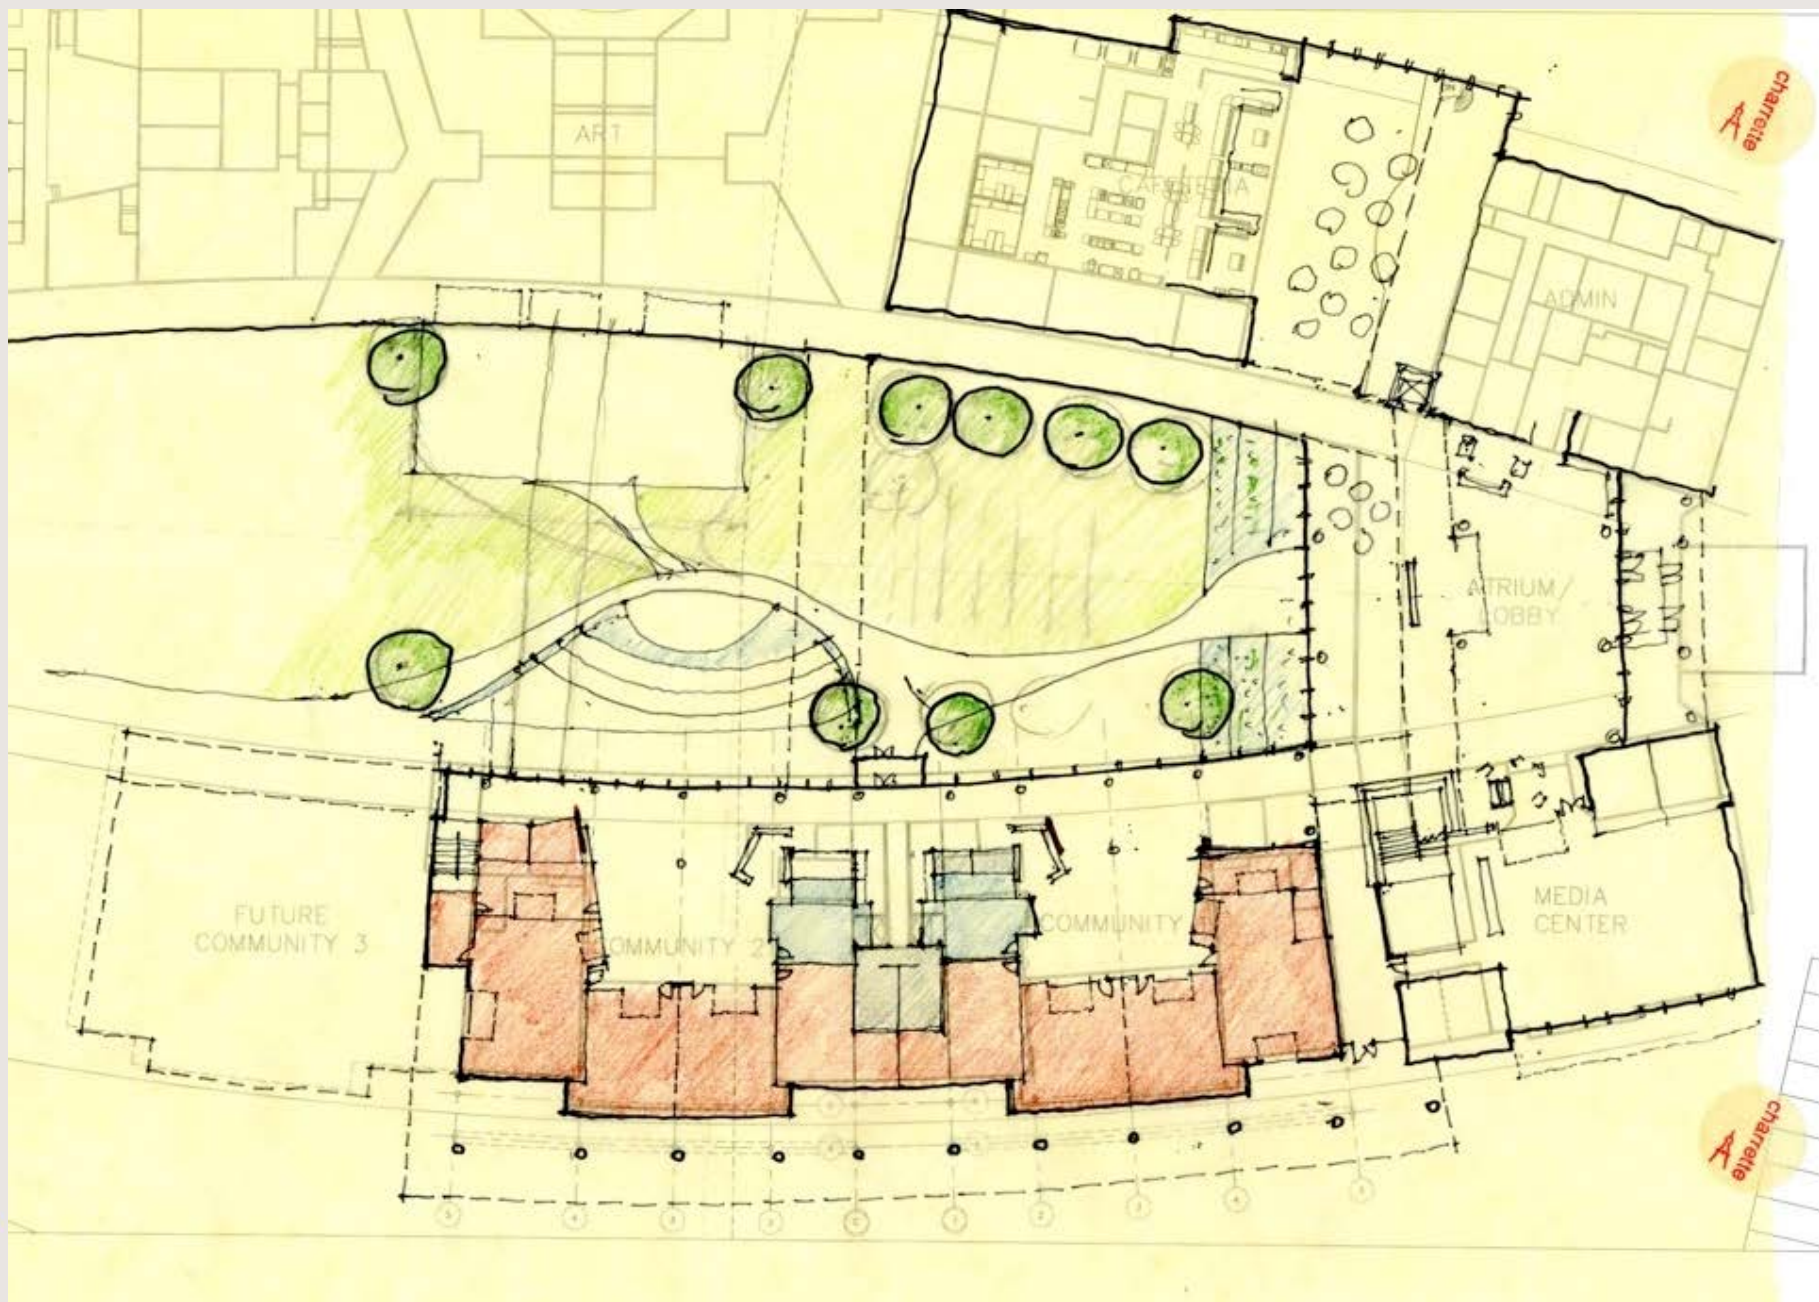 charrette
ART
CAFETERIA
ADMIN
ATRIUM/
LOBBY
FUTURE
COMMUNITY 3
COMMUNITY 2
COMMUNITY
MEDIA
CENTER
charrette